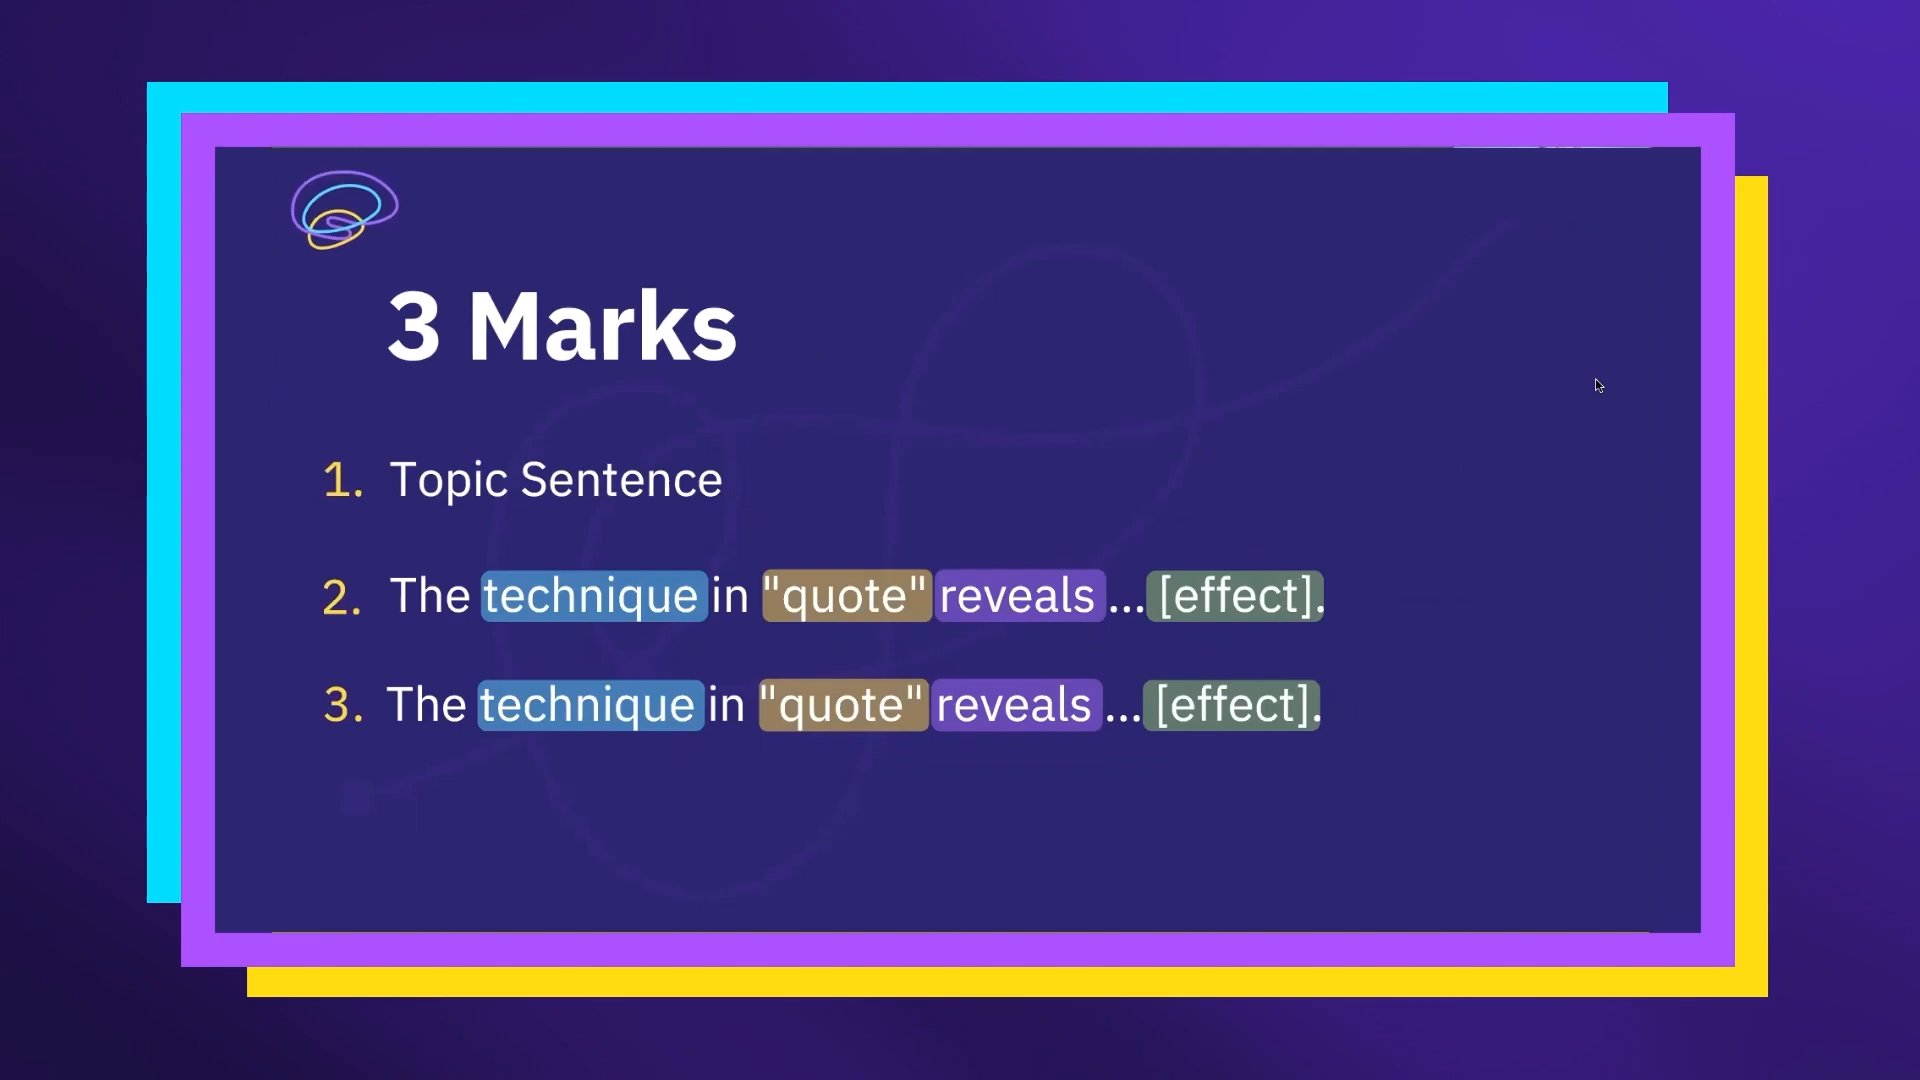 3 Marks
1. Topic Sentence
2. The technique in "quote" reveals ... [effect].
3. The technique in "quote" reveals ... [effect].